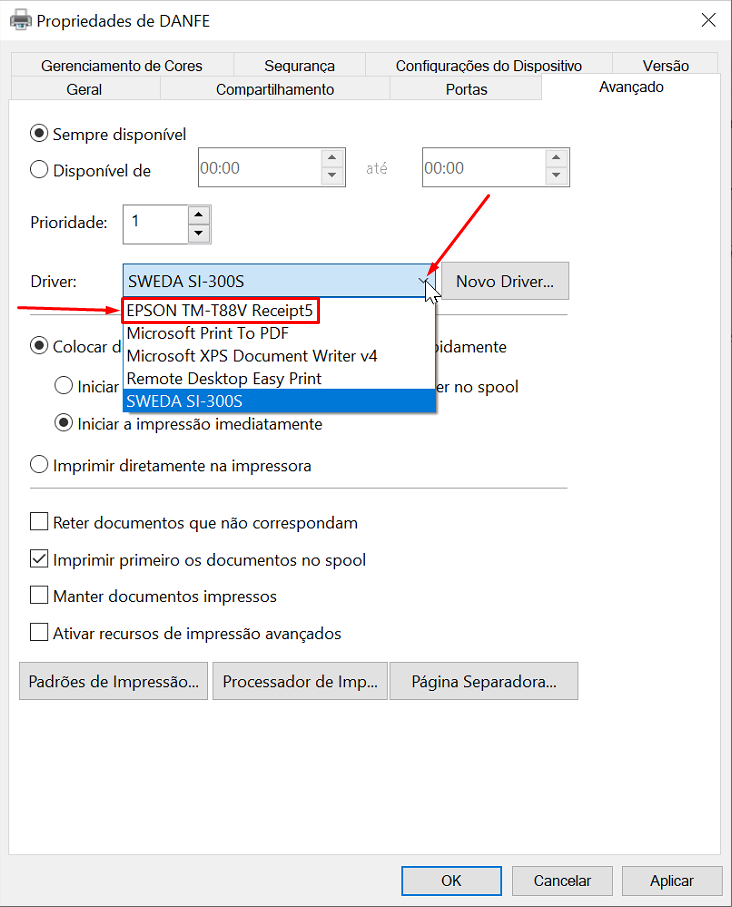 Propriedades de DANFE
Gerenciamento de Cores Segurança Configurações do Dispositivo Versão
Geral Compartilhamento Portas Avançado
Sempre disponível
Disponível de 00:00 até 00:00
Prioridade: 1
Driver: SWEDA SI-300S Novo Driver...
EPSON TM-T88V Receipt5
Microsoft Print To PDF
Colocar d pidamente
Microsoft XPS Document Writer v4
Remote Desktop Easy Print
Iniciar er no spool
SWEDA SI-300S
Iniciar a impressão imediatamente
Imprimir diretamente na impressora
Reter documentos que não correspondam
Imprimir primeiro os documentos no spool
Manter documentos impressos
Ativar recursos de impressão avançados
Padrões de Impressão... Processador de Imp... Página Separadora...
OK Cancelar Aplicar